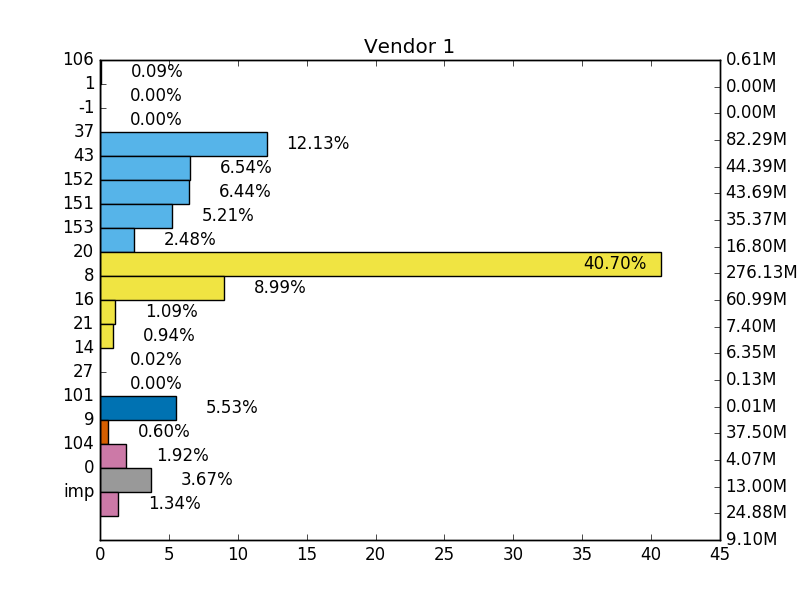 Vendor 1
106 0.09% 0.61M
1 0.00% 0.00M
-1 0.00% 0.00M
37 12.13% 82.29M
43 6.54% 44.39M
152 6.44% 43.69M
151 5.21% 35.37M
153 2.48% 16.80M
20 40.70% 276.13M
8 8.99% 60.99M
16 1.09% 7.40M
21 0.94% 6.35M
14 0.02% 0.13M
27 0.00% 0.01M
101 5.53% 37.50M
9 0.60% 4.07M
104 1.92% 13.00M
0 3.67% 24.88M
imp 1.34% 9.10M
0 5 10 15 20 25 30 35 40 45